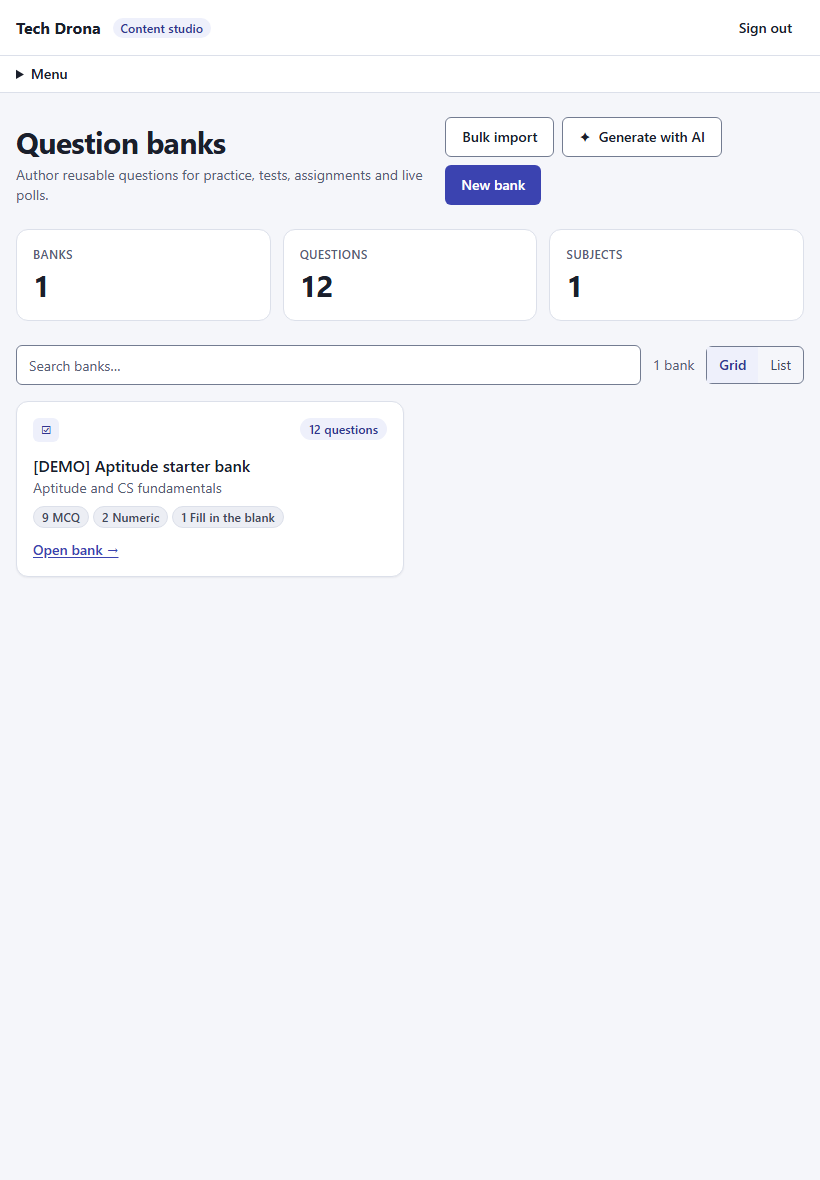 Tech Drona Content studio Sign out
▶ Menu
Question banks
Author reusable questions for practice, tests, assignments and live
polls.
Bulk import ✦ Generate with AI
New bank
BANKS
1
QUESTIONS
12
SUBJECTS
1
Search banks...
1 bank Grid List
12 questions
[DEMO] Aptitude starter bank
Aptitude and CS fundamentals
9 MCQ 2 Numeric 1 Fill in the blank
Open bank →